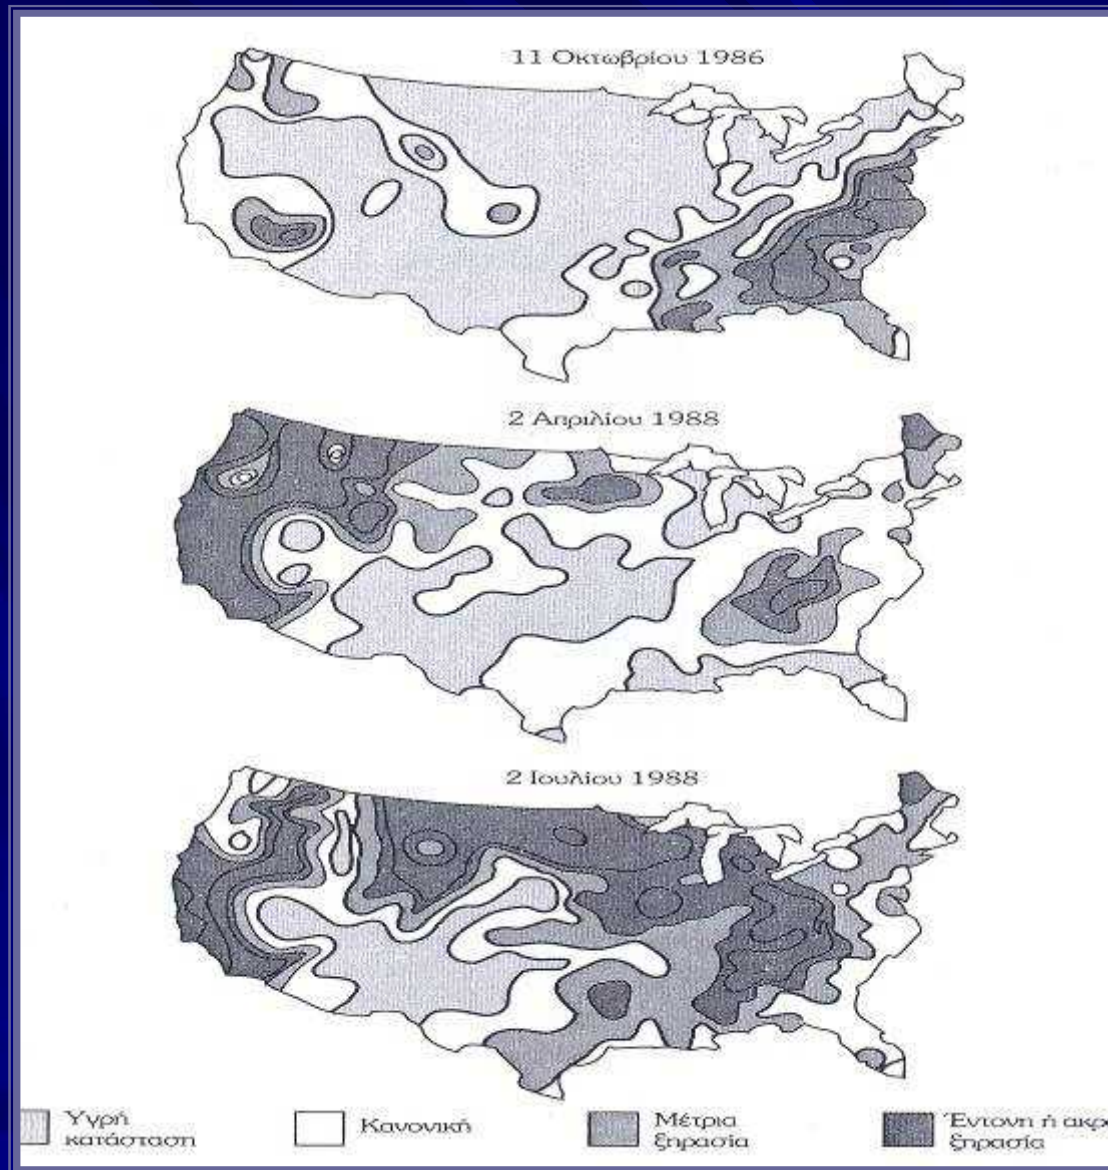 11 Οκτωβρίου 1986
2 Απριλίου 1988
2 Ιουλίου 1988
Υγρή
κατάσταση
Κανονική
Μέτρια
ξηρασία
Έντονη ή
ξηρασία